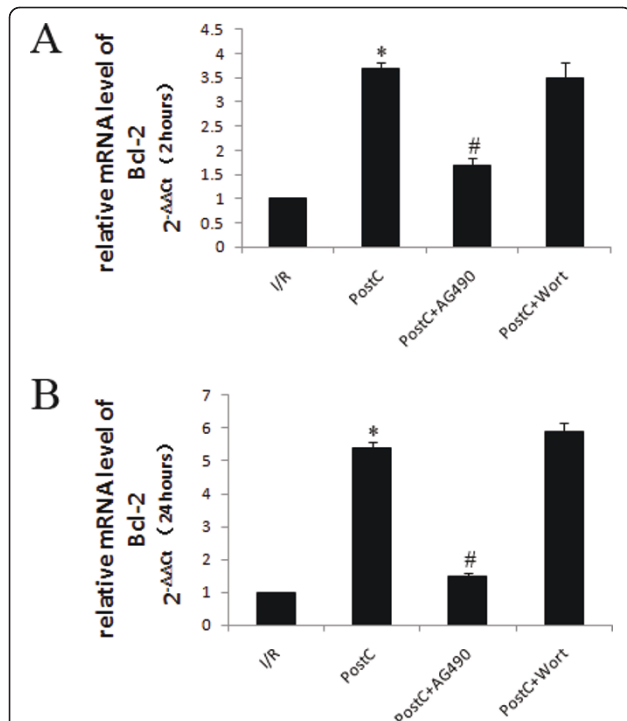 A
relative mRNA level of
Bcl-2
2-ΔΔCt ( 2 hours )
4.5
4
3.5
3
2.5
2
1.5
1
0.5
0
*
#
I/R
PostC
PostC+AG490
PostC+Wort
B
relative mRNA level of
Bcl-2
2-ΔΔCt ( 24 hours )
7
6
5
4
3
2
1
0
*
#
I/R
PostC
PostC+AG490
PostC+Wort